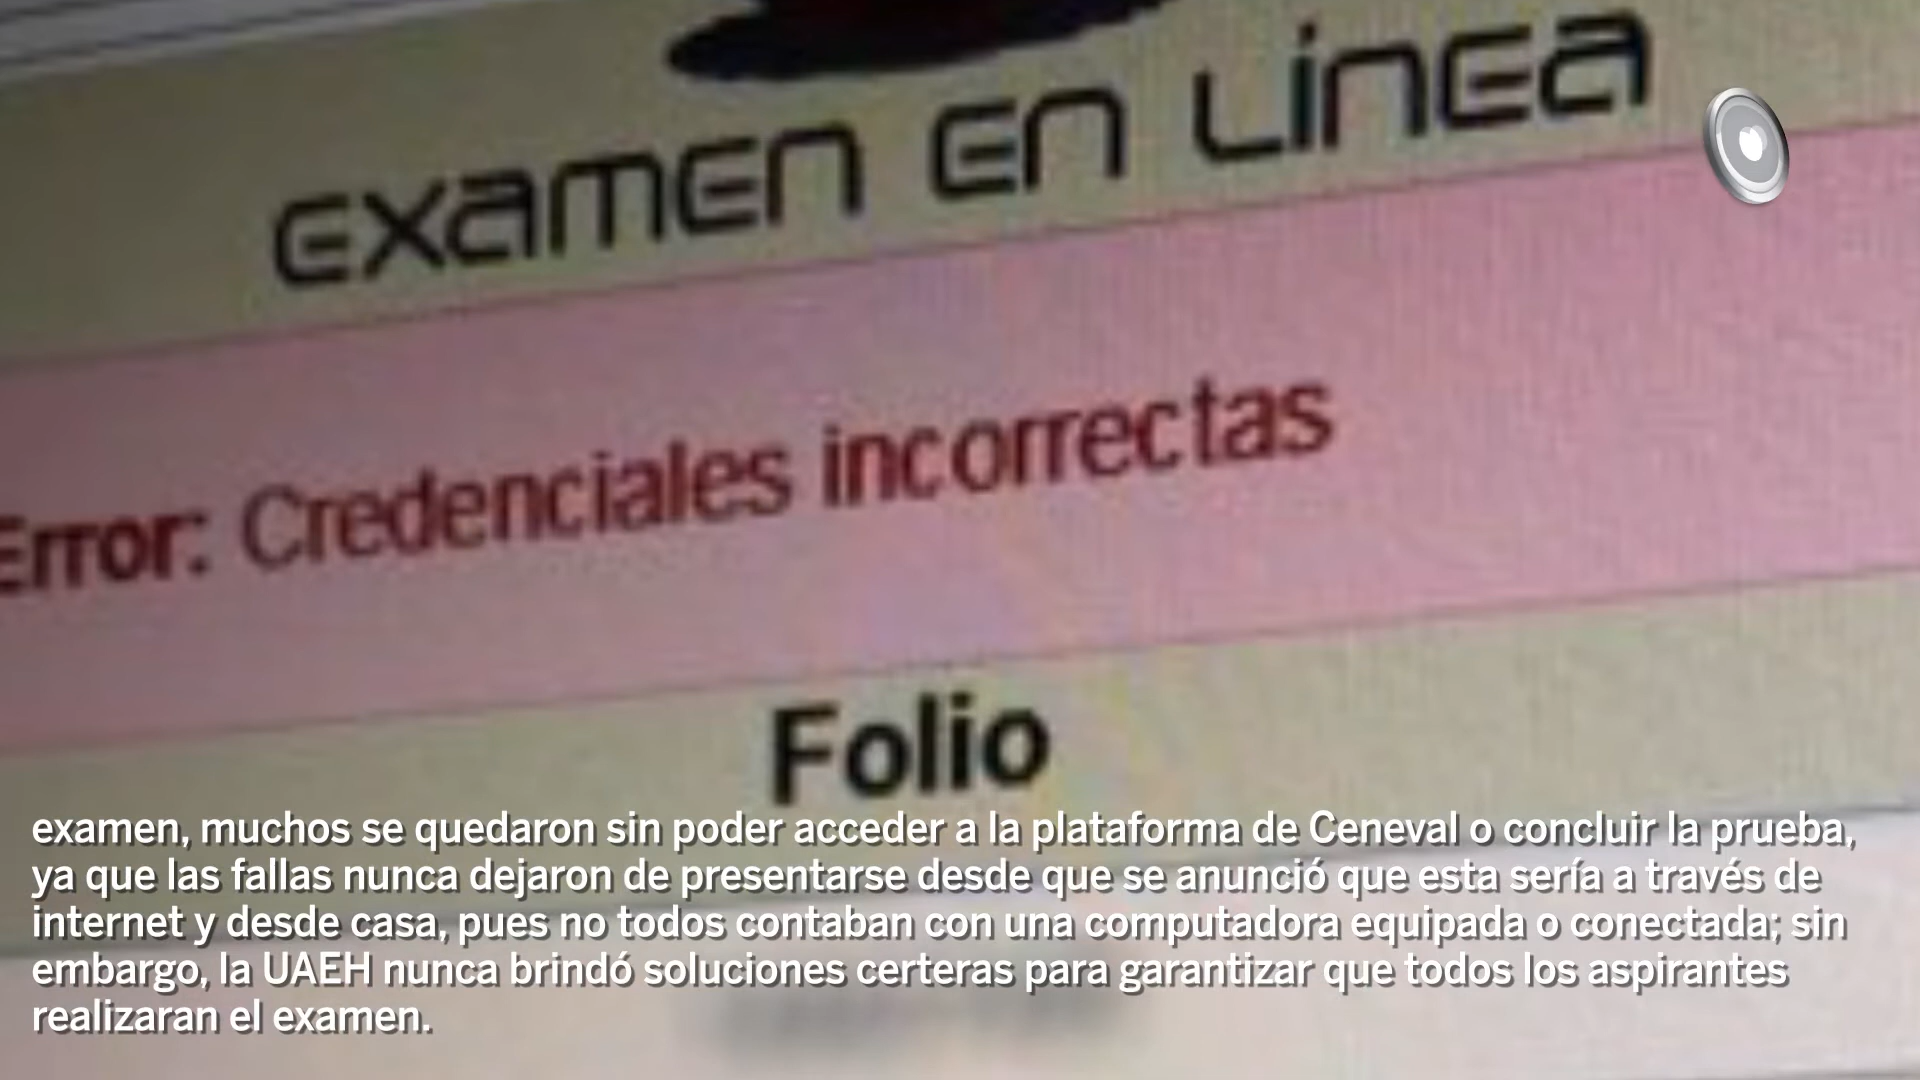 Examen en Línea
Error: Credenciales incorrectas
Folio
examen, muchos se quedaron sin poder acceder a la plataforma de Ceneval o concluir la prueba,
ya que las fallas nunca dejaron de presentarse desde que se anunció que esta sería a través de
internet y desde casa, pues no todos contaban con una computadora equipada o conectada; sin
embargo, la UAEH nunca brindó soluciones certeras para garantizar que todos los aspirantes
realizaran el examen.